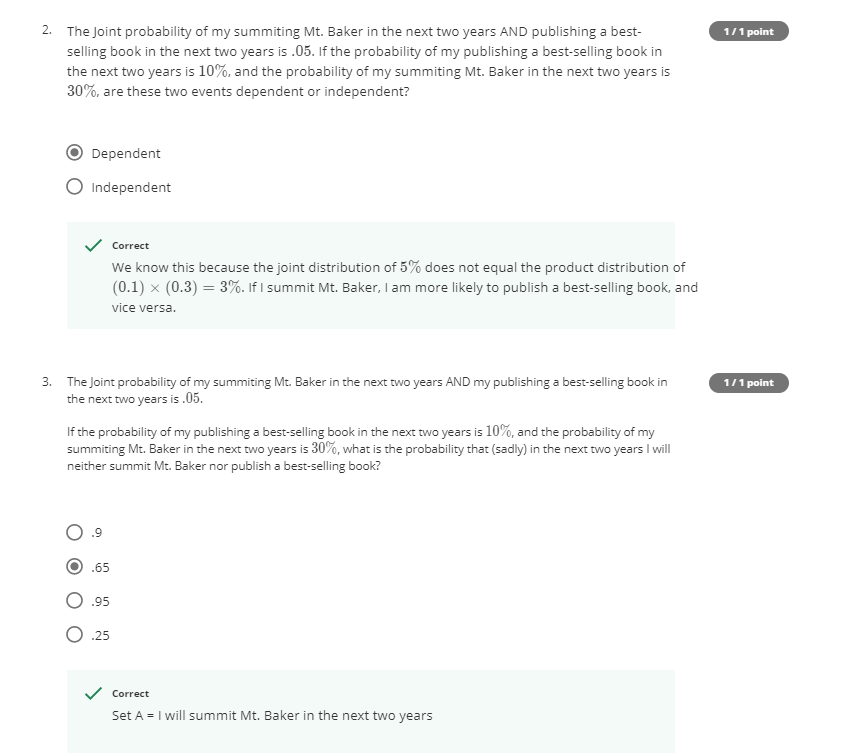 2. The Joint probability of my summiting Mt. Baker in the next two years AND publishing a best-
1 / 1 point
selling book in the next two years is .05. If the probability of my publishing a best-selling book in
the next two years is 10%, and the probability of my summiting Mt. Baker in the next two years is
30%, are these two events dependent or independent?
Dependent
Independent
Correct
We know this because the joint distribution of 5% does not equal the product distribution of
(0.1) × (0.3) = 3%. If I summit Mt. Baker, I am more likely to publish a best-selling book, and
vice versa.
3. The Joint probability of my summiting Mt. Baker in the next two years AND my publishing a best-selling book in
1 / 1 point
the next two years is .05.
If the probability of my publishing a best-selling book in the next two years is 10%, and the probability of my
summiting Mt. Baker in the next two years is 30%, what is the probability that (sadly) in the next two years I will
neither summit Mt. Baker nor publish a best-selling book?
.9
.65
.95
.25
Correct
Set A = I will summit Mt. Baker in the next two years